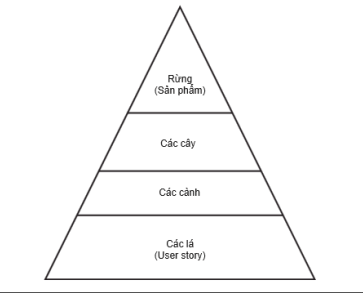 Rừng
(Sản phẩm)
Các cây
Các cành
Các lá
(User story)